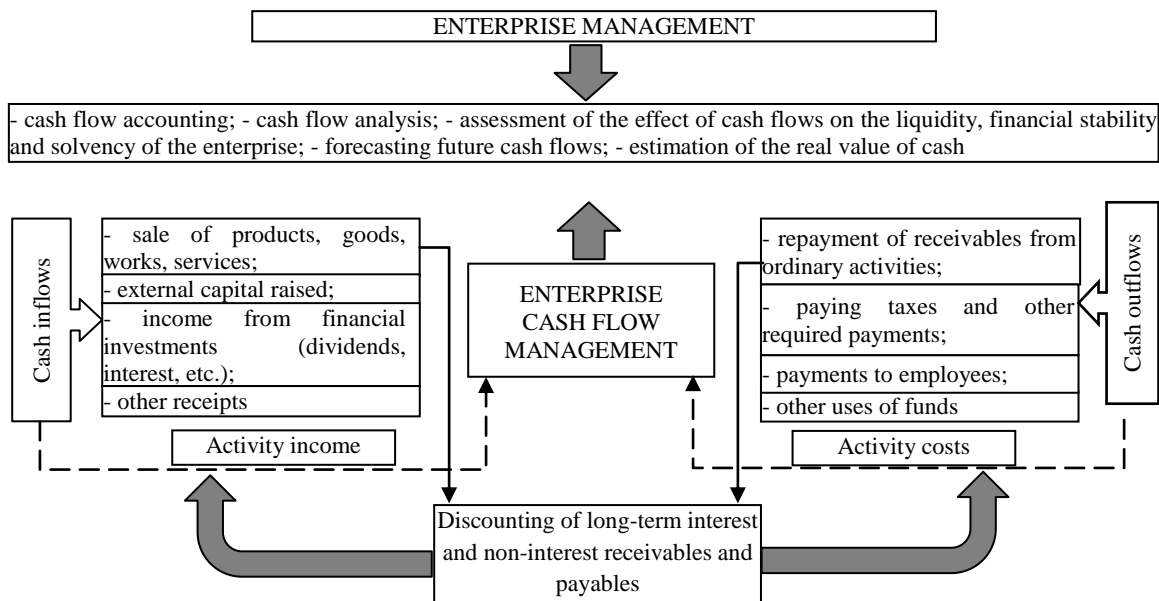 ENTERPRISE MANAGEMENT
- cash flow accounting; - cash flow analysis; - assessment of the effect of cash flows on the liquidity, financial stability
and solvency of the enterprise; - forecasting future cash flows; - estimation of the real value of cash
Cash inflows
- sale of products, goods,
works, services;
- external capital raised;
- income from financial
investments (dividends,
interest, etc.);
- other receipts
Activity income
ENTERPRISE
CASH FLOW
MANAGEMENT
- repayment of receivables from
ordinary activities;
- paying taxes and other
required payments;
- payments to employees;
- other uses of funds
Activity costs
Cash outflows
Discounting of long-term interest
and non-interest receivables and
payables